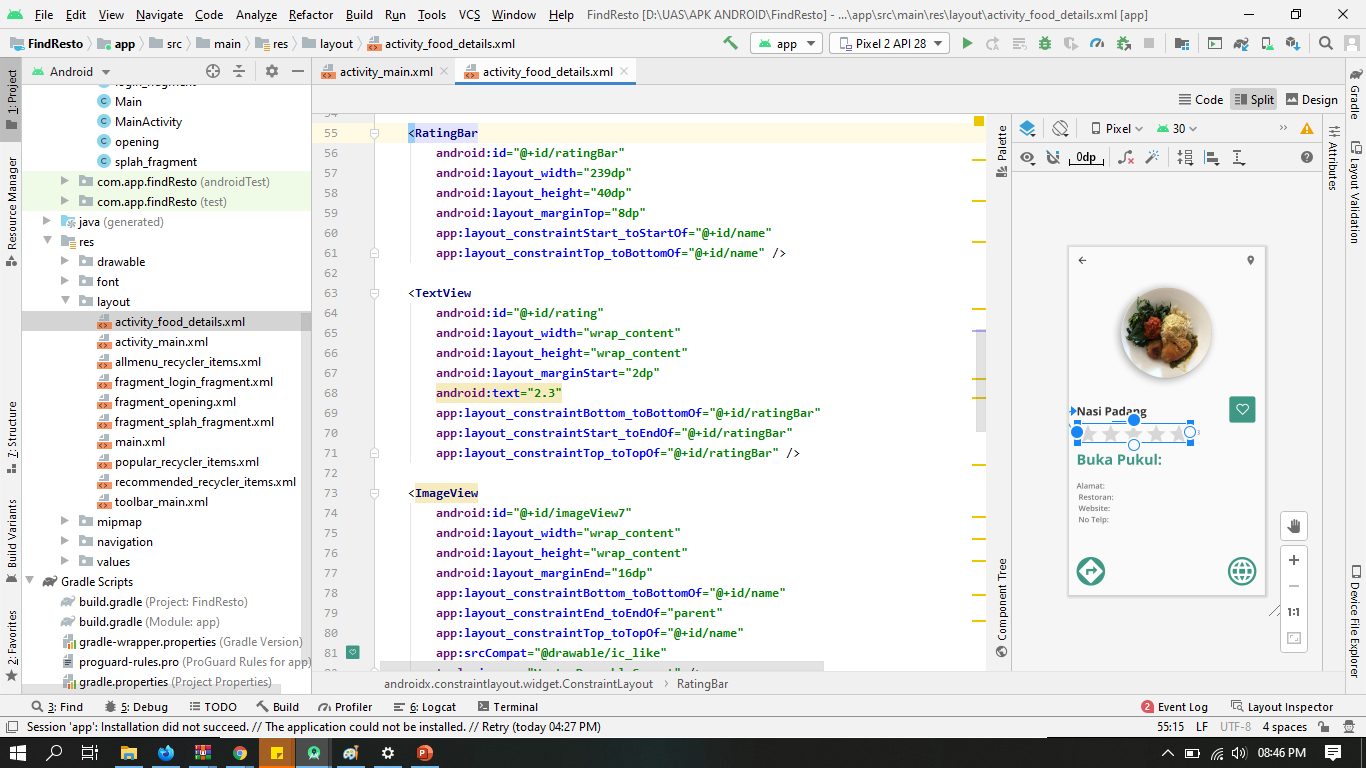 File Edit View Navigate Code Analyze Refactor Build Run Tools VCS Window Help FindResto [D:\UAS\APK ANDROID\FindResto] - ...\app\src\main\res\layout\activity_food_details.xml [app]
FindResto app src main res layout activity_food_details.xml app Pixel 2 API 28
1: Project
Resource Manager
7: Structure
Build Variants
2: Favorites
Android
Main
MainActivity
opening
splah_fragment
com.app.findResto (androidTest)
com.app.findResto (test)
java (generated)
res
drawable
font
layout
activity_food_details.xml
activity_main.xml
allmenu_recycler_items.xml
fragment_login_fragment.xml
fragment_opening.xml
fragment_splah_fragment.xml
main.xml
popular_recycler_items.xml
recommended_recycler_items.xml
toolbar_main.xml
mipmap
navigation
values
Gradle Scripts
build.gradle (Project: FindResto)
build.gradle (Module: app)
gradle-wrapper.properties (Gradle Version)
proguard-rules.pro (ProGuard Rules for app)
gradle.properties (Project Properties)
activity_main.xml activity_food_details.xml
Code Split Design
55 <RatingBar
56 android:id="@+id/ratingBar"
57 android:layout_width="239dp"
58 android:layout_height="40dp"
59 android:layout_marginTop="8dp"
60 app:layout_constraintStart_toStartOf="@+id/name"
61 app:layout_constraintTop_toBottomOf="@+id/name" />
62
63 <TextView
64 android:id="@+id/rating"
65 android:layout_width="wrap_content"
66 android:layout_height="wrap_content"
67 android:layout_marginStart="2dp"
68 android:text="2.3"
69 app:layout_constraintBottom_toBottomOf="@+id/ratingBar"
70 app:layout_constraintStart_toEndOf="@+id/ratingBar"
71 app:layout_constraintTop_toTopOf="@+id/ratingBar" />
72
73 <ImageView
74 android:id="@+id/imageView7"
75 android:layout_width="wrap_content"
76 android:layout_height="wrap_content"
77 android:layout_marginEnd="16dp"
78 app:layout_constraintBottom_toBottomOf="@+id/name"
79 app:layout_constraintEnd_toEndOf="parent"
80 app:layout_constraintTop_toTopOf="@+id/name"
81 app:srcCompat="@drawable/ic_like"
androidx.constraintlayout.widget.ConstraintLayout RatingBar
Palette
Component Tree
Pixel 30
0dp
Nasi Padang
Buka Pukul:
Alamat:
Restoran:
Website:
No Telp:
1:1
Attributes
Gradle
Layout Validation
Device File Explorer
3: Find 5: Debug TODO Build Profiler 6: Logcat Terminal 2 Event Log Layout Inspector
Session 'app': Installation did not succeed. // The application could not be installed. // Retry (today 04:27 PM) 55:15 LF UTF-8 4 spaces
08:46 PM